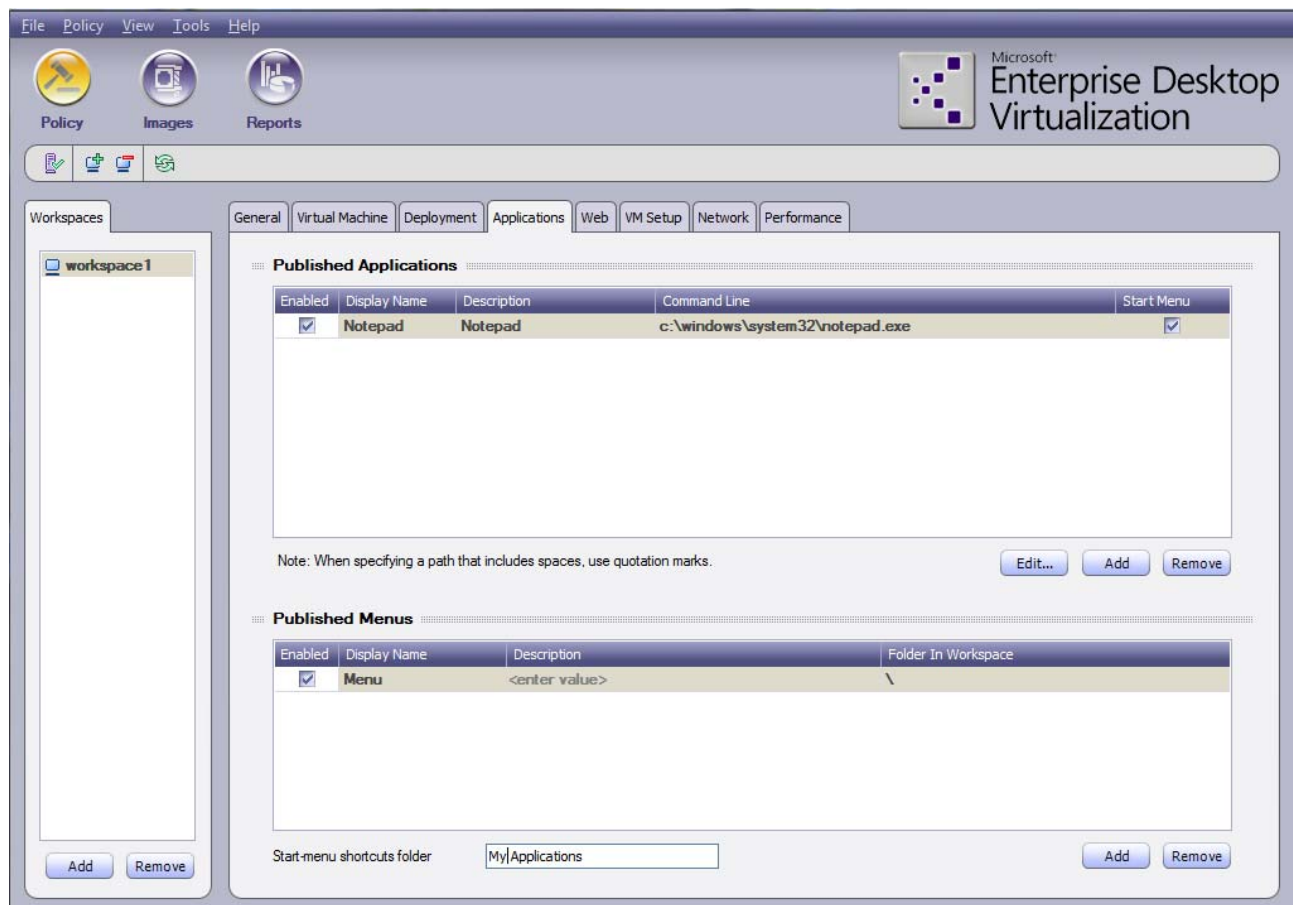 File Policy View Tools Help
Policy Images Reports
Microsoft
Enterprise Desktop
Virtualization
Workspaces
General Virtual Machine Deployment Applications Web VM Setup Network Performance
workspace1
Published Applications
Enabled Display Name Description Command Line Start Menu
Notepad Notepad c:\windows\system32\notepad.exe
Note: When specifying a path that includes spaces, use quotation marks.
Edit... Add Remove
Published Menus
Enabled Display Name Description Folder In Workspace
Menu <enter value> \
Start-menu shortcuts folder My Applications
Add Remove
Add Remove